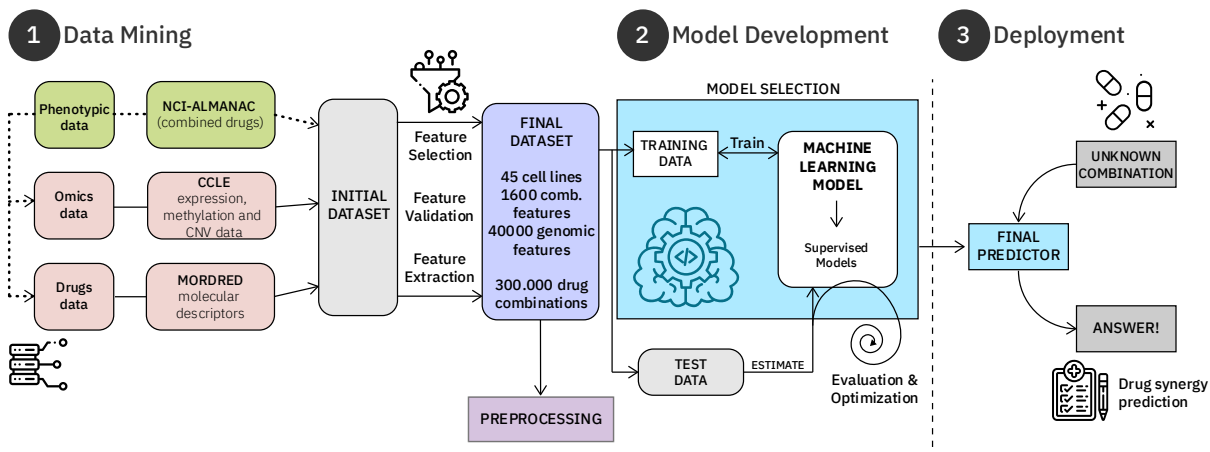 1 Data Mining
Phenotypic
data
NCI-ALMANAC
(combined drugs)
Omics
data
CCLE
expression,
methylation and
CNV data
Drugs
data
MORDRED
molecular
descriptors
INITIAL
DATASET
Feature
Selection
Feature
Validation
Feature
Extraction
FINAL
DATASET
45 cell lines
1600 comb.
features
40000 genomic
features
300.000 drug
combinations
PREPROCESSING
2 Model Development
MODEL SELECTION
TRAINING
DATA
Train
MACHINE
LEARNING
MODEL
Supervised
Models
</>
TEST
DATA
ESTIMATE
Evaluation &
Optimization
3 Deployment
UNKNOWN
COMBINATION
FINAL
PREDICTOR
ANSWER!
Drug synergy
prediction